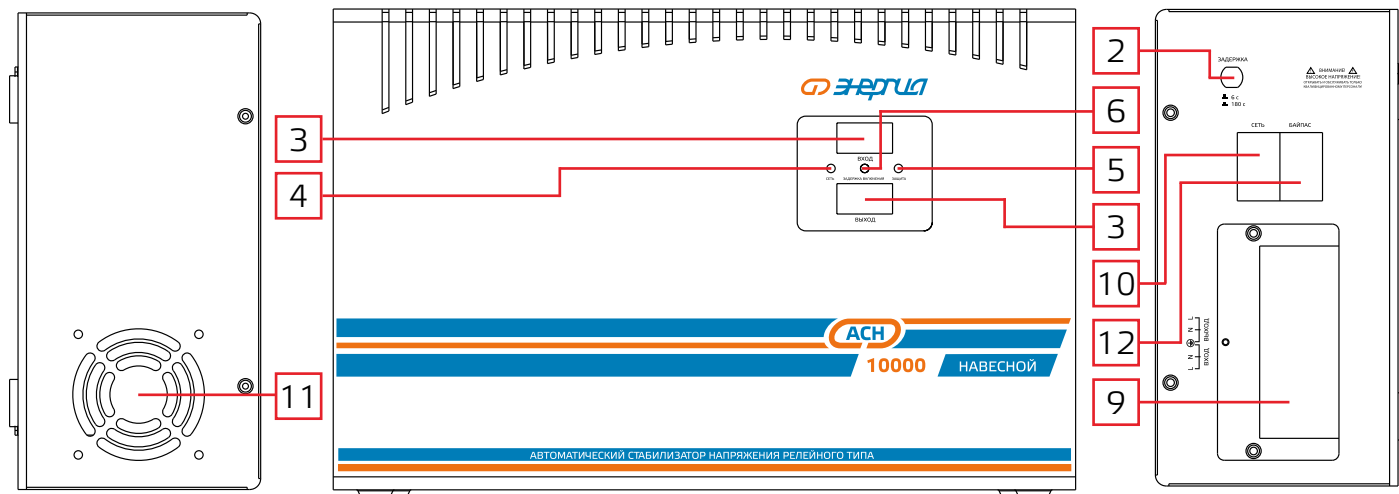 11
3
4
энергия
ВХОД
СЕТЬ
ЗАДЕРЖКА ВКЛЮЧЕНИЯ
ЗАЩИТА
ВЫХОД
АСН
10000
НАВЕСНОЙ
АВТОМАТИЧЕСКИЙ СТАБИЛИЗАТОР НАПРЯЖЕНИЯ РЕЛЕЙНОГО ТИПА
2
6
5
3
10
12
9
ЗАДЕРЖКА
6 с
180 с
ВНИМАНИЕ!
ВЫСОКОЕ НАПРЯЖЕНИЕ!
СЕТЬ
БАЙПАС
L N ВЫХОД
N L ВХОД